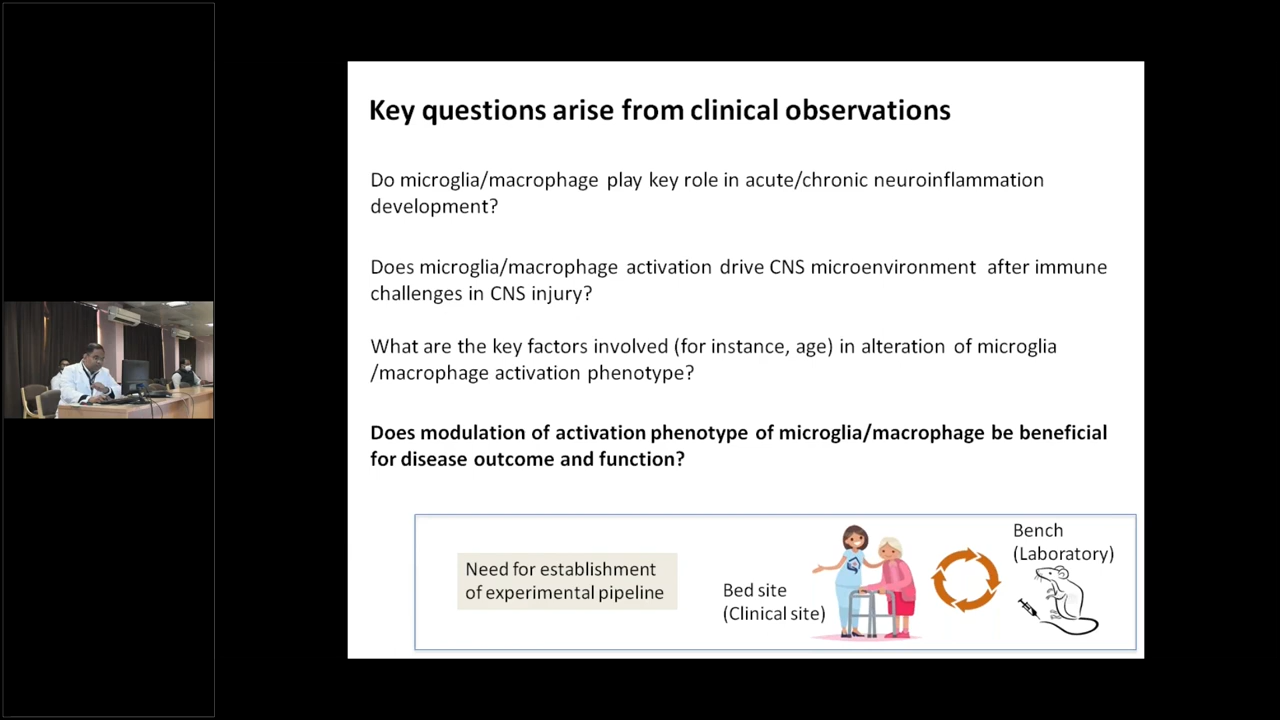 Key questions arise from clinical observations
Do microglia/macrophage play key role in acute/chronic neuroinflammation
development?
Does microglia/macrophage activation drive CNS microenvironment after immune
challenges in CNS injury?
What are the key factors involved (for instance, age) in alteration of microglia
/macrophage activation phenotype?
Does modulation of activation phenotype of microglia/macrophage be beneficial
for disease outcome and function?
Need for establishment
of experimental pipeline
Bed site
(Clinical site)
Bench
(Laboratory)